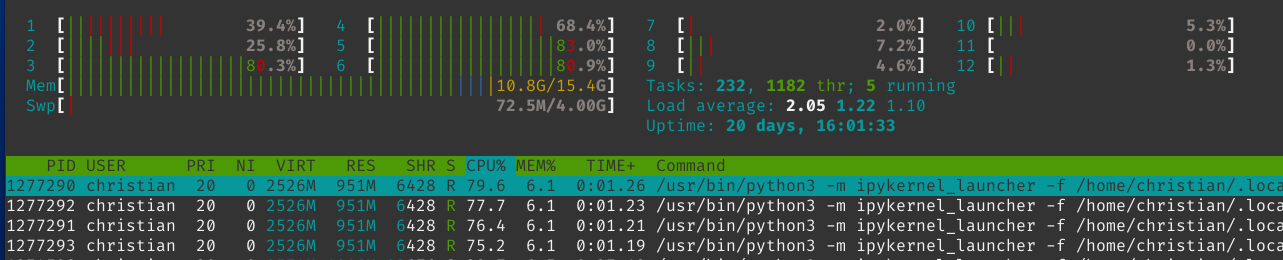 1 [|||||||||| 39.4%] 4 [|||||||||||||||||| 68.4%] 7 [| 2.0%] 10 [||| 5.3%]
2 [||||||| 25.8%] 5 [||||||||||||||||||||83.0%] 8 [||| 7.2%] 11 [ 0.0%]
3 [||||||||||||||||||80.3%] 6 [||||||||||||||||||||80.9%] 9 [|| 4.6%] 12 [|| 1.3%]
Mem[|||||||||||||||||||||||||||||||||||||||||||10.8G/15.4G] Tasks: 232, 1182 thr; 5 running
Swp[| 72.5M/4.00G] Load average: 2.05 1.22 1.10
Uptime: 20 days, 16:01:33
PID USER PRI NI VIRT RES SHR S CPU% MEM% TIME+ Command
1277290 christian 20 0 2526M 951M 6428 R 79.6 6.1 0:01.26 /usr/bin/python3 -m ipykernel_launcher -f /home/christian/.loca
1277292 christian 20 0 2526M 951M 6428 R 77.7 6.1 0:01.23 /usr/bin/python3 -m ipykernel_launcher -f /home/christian/.loca
1277291 christian 20 0 2526M 951M 6428 R 76.4 6.1 0:01.21 /usr/bin/python3 -m ipykernel_launcher -f /home/christian/.loca
1277293 christian 20 0 2526M 951M 6428 R 75.2 6.1 0:01.19 /usr/bin/python3 -m ipykernel_launcher -f /home/christian/.loca